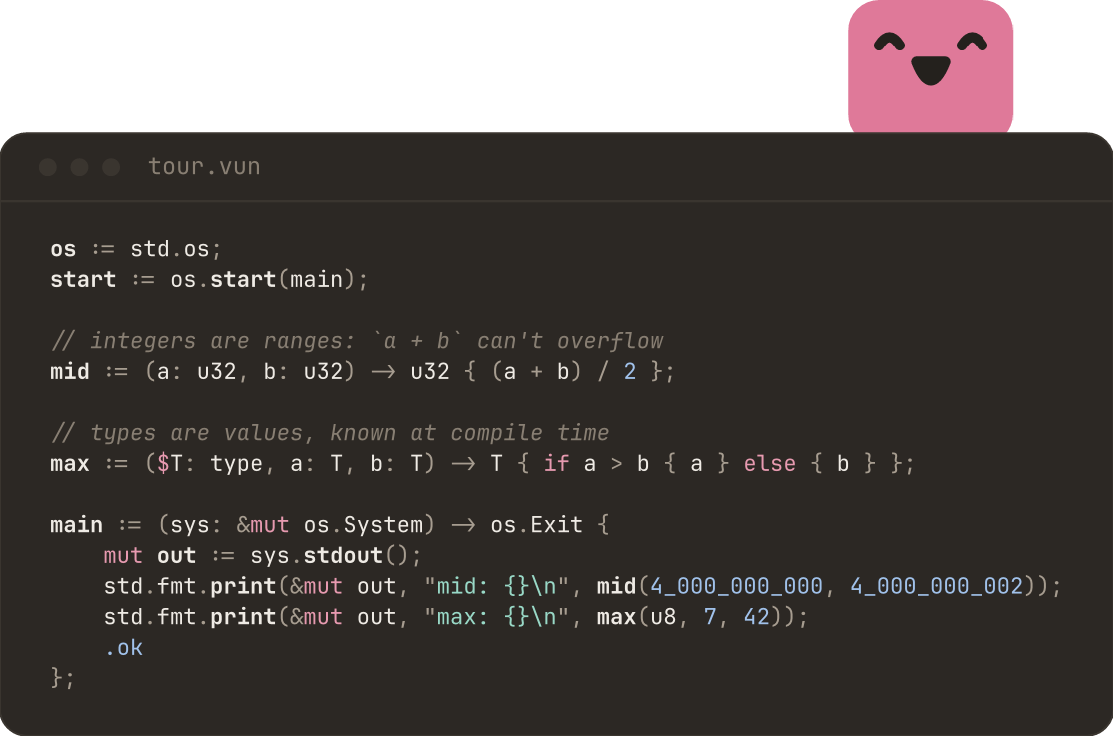 tour.vun
os := std.os;
start := os.start(main);
// integers are ranges: `a + b` can't overflow
mid := (a: u32, b: u32) -> u32 { (a + b) / 2 };
// types are values, known at compile time
max := ($T: type, a: T, b: T) -> T { if a > b { a } else { b } };
main := (sys: &mut os.System) -> os.Exit {
    mut out := sys.stdout();
    std.fmt.print(&mut out, "mid: {}\n", mid(4_000_000_000, 4_000_000_002));
    std.fmt.print(&mut out, "max: {}\n", max(u8, 7, 42));
    .ok
};